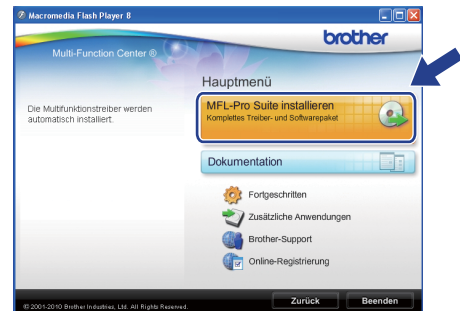 Macromedia Flash Player 8
brother
Multi-Function Center ®
Hauptmenü
Die Multifunktionstreiber werden
automatisch installiert.
MFL-Pro Suite installieren
Komplettes Treiber- und Softwarepaket
Dokumentation
Fortgeschritten
Zusätzliche Anwendungen
Brother-Support
Online-Registrierung
© 2001-2010 Brother Industries, Ltd. All Rights Reserved.
Zurück
Beenden